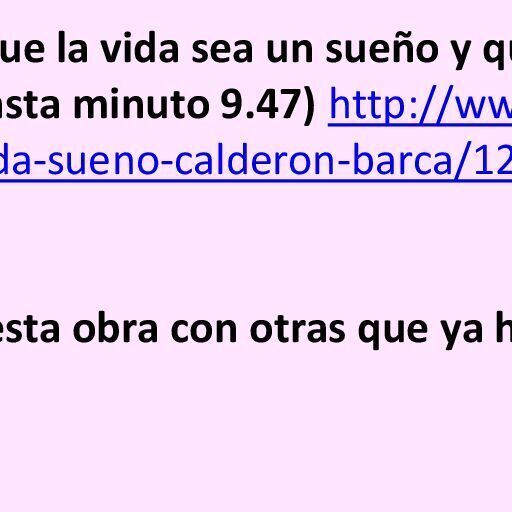 ue la vida sea un sueño y qu
asta minuto 9.47) http://ww
da-sueno-calderon-barca/12
esta obra con otras que ya h